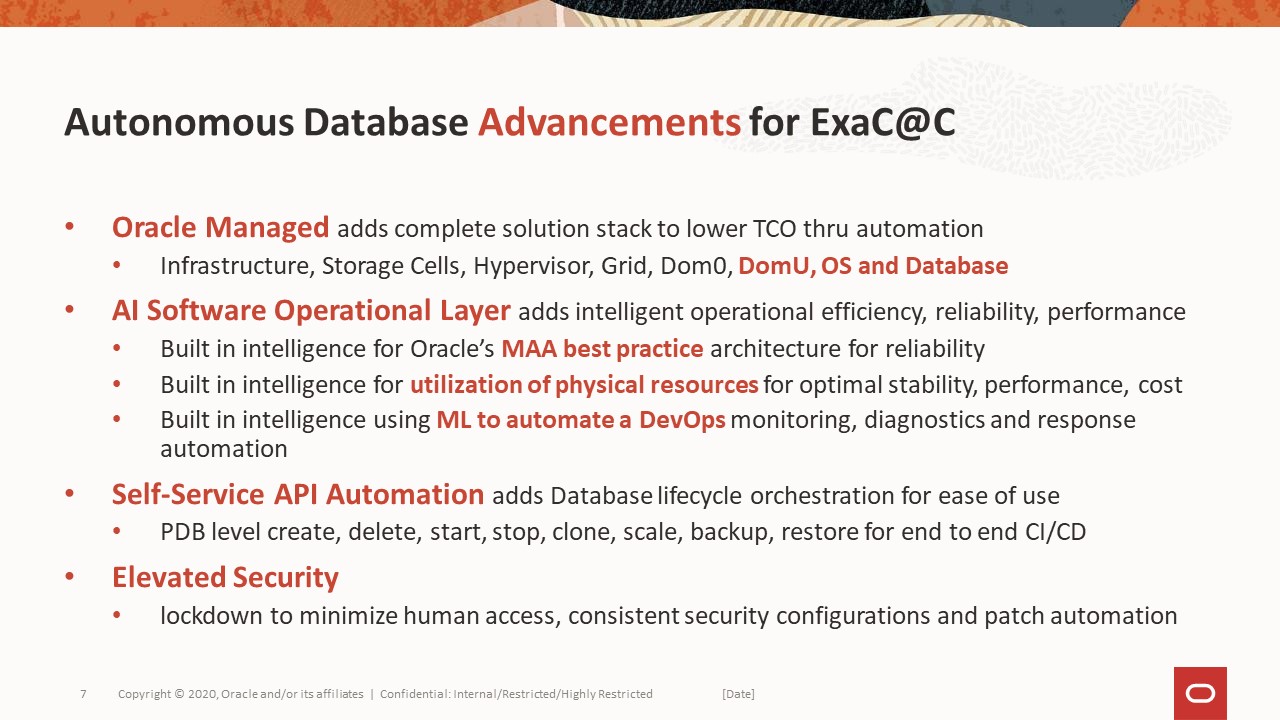 Autonomous Database Advancements for ExaC@C
• Oracle Managed adds complete solution stack to lower TCO thru automation
• Infrastructure, Storage Cells, Hypervisor, Grid, Dom0, DomU, OS and Database
• AI Software Operational Layer adds intelligent operational efficiency, reliability, performance
• Built in intelligence for Oracle’s MAA best practice architecture for reliability
• Built in intelligence for utilization of physical resources for optimal stability, performance, cost
• Built in intelligence using ML to automate a DevOps monitoring, diagnostics and response
automation
• Self-Service API Automation adds Database lifecycle orchestration for ease of use
• PDB level create, delete, start, stop, clone, scale, backup, restore for end to end CI/CD
• Elevated Security
• lockdown to minimize human access, consistent security configurations and patch automation
7 Copyright © 2020, Oracle and/or its affiliates | Confidential: Internal/Restricted/Highly Restricted [Date]